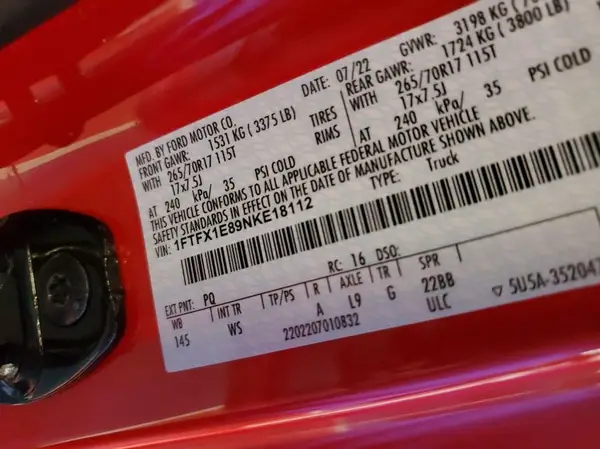 MFD. BY FORD MOTOR CO.
DATE: 07/22
GVWR: 3198 KG
FRONT GAWR: 1531 KG ( 3375 LB)
REAR GAWR: 1724 KG ( 3800 LB)
WITH 265/70R17 115T TIRES
WITH 265/70R17 115T
17x7.5J RIMS
17x7.5J
AT 240 kPa/ 35 PSI COLD
AT 240 kPa/ 35 PSI COLD
THIS VEHICLE CONFORMS TO ALL APPLICABLE FEDERAL MOTOR VEHICLE
SAFETY STANDARDS IN EFFECT ON THE DATE OF MANUFACTURE SHOWN ABOVE.
VIN: 1FTFX1E89NKE18112
TYPE: Truck
EXT PNT: PQ RC: 16 DSO:
WB INT TR TP/PS R AXLE TR SPR
145 WS A L9 G 22BB
2202207010832 ULC
5U5A-35204